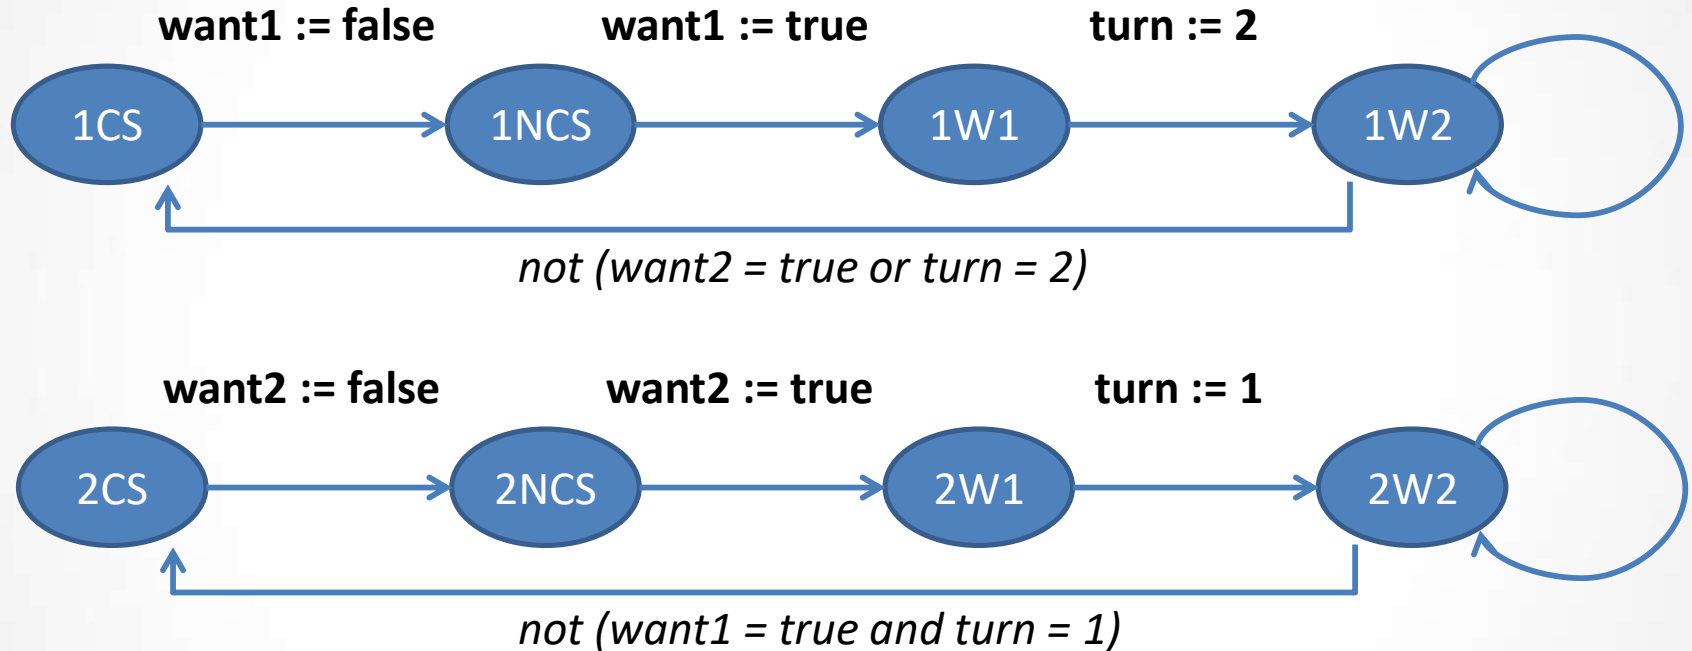 want1 := false want1 := true turn := 2
1CS 1NCS 1W1 1W2
not (want2 = true or turn = 2)
want2 := false want2 := true turn := 1
2CS 2NCS 2W1 2W2
not (want1 = true and turn = 1)